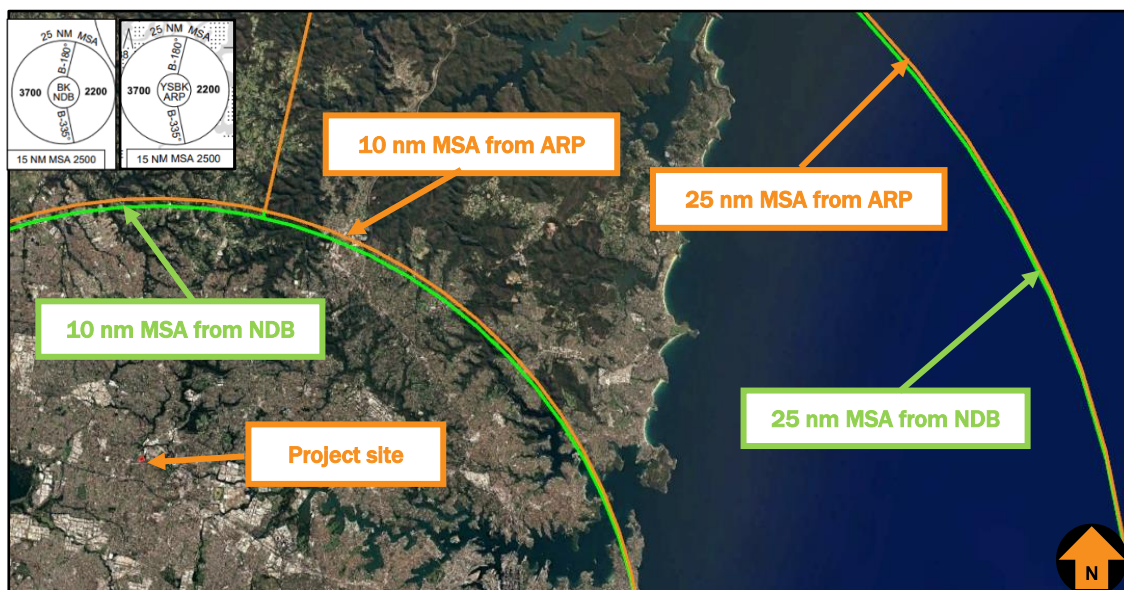 25 NM MSA
B-180°
3700
BK
NDB
2200
B-335°
15 NM MSA 2500
8
25 NM MSA
B-180°
3700
YSBK
ARP
2200
B-335°
15 NM MSA 2500
10 nm MSA from ARP
25 nm MSA from ARP
10 nm MSA from NDB
25 nm MSA from NDB
Project site
N